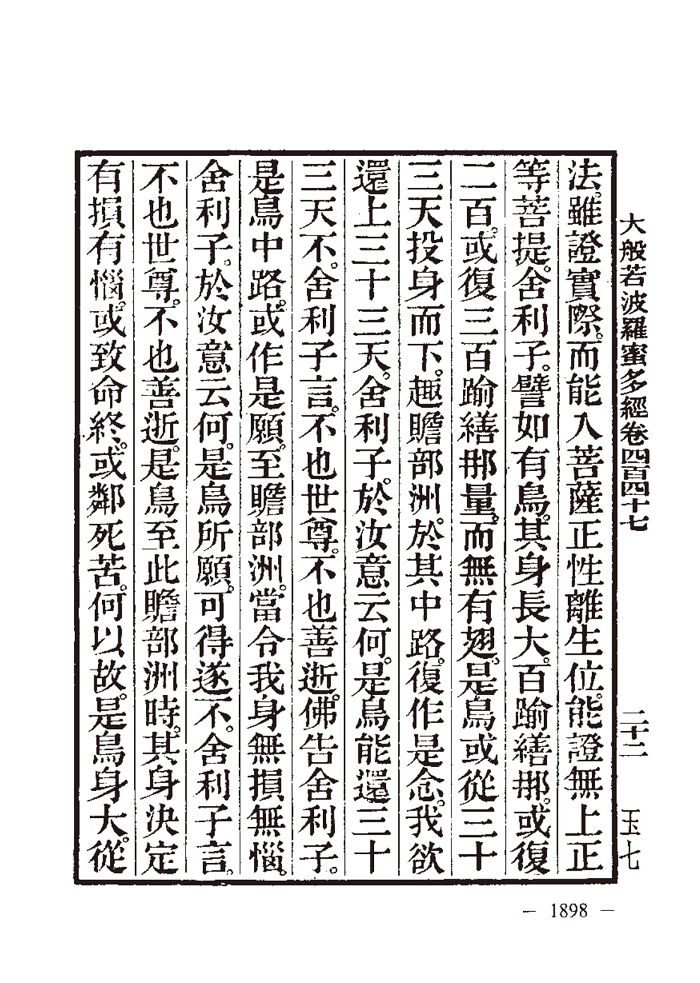 大般若波羅蜜多經卷四百四十七 二十二 玉七
法。雖證實際。而能入菩薩正性離生位。能證無上正
等菩提。舍利子。譬如有鳥。其身長大。百踰繕那。或復
二百。或復三百踰繕那量。而無有翅。是鳥或從三十
三天投身而下。趣贍部洲。於其中路。復作是念。我欲
還上三十三天。舍利子。於汝意云何。是鳥能還三十
三天不。舍利子言。不也世尊。不也善逝。佛告舍利子。
是鳥中路。或作是願。至贍部洲。當令我身無損無惱。
舍利子。於汝意云何。是鳥所願。可得遂不。舍利子言。
不也世尊。不也善逝。是鳥至此贍部洲時。其身決定
有損有惱。或致命終。或鄰死苦。何以故。是鳥身大。從
— 1898 —